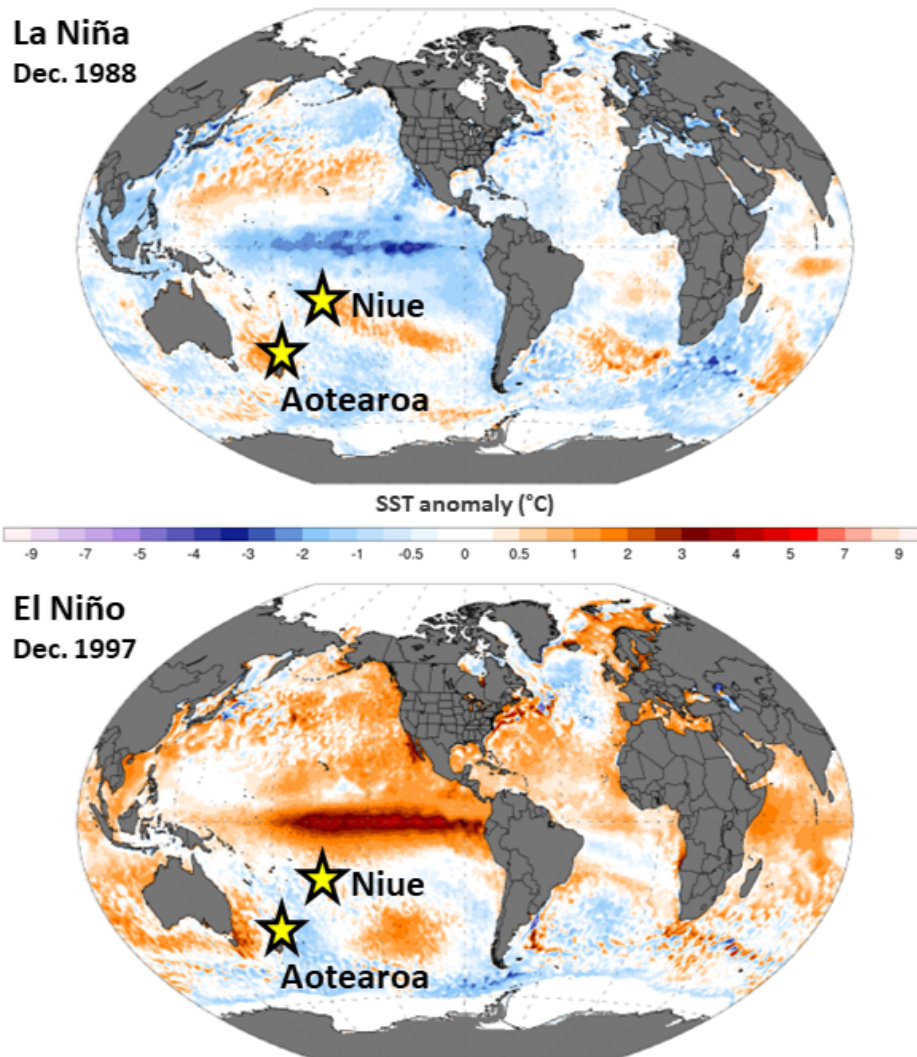 La Niña
Dec. 1988
Niue
Aotearoa
SST anomaly (°C)
-9 -7 -5 -4 -3 -2 -1 -0.5 0 0.5 1 2 3 4 5 7 9
El Niño
Dec. 1997
Niue
Aotearoa